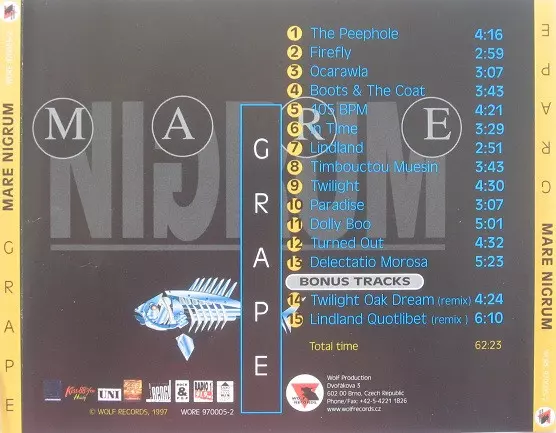 1 The Peephole 4:16
2 Firefly 2:59
3 Ocarawla 3:07
4 Boots & The Coat 3:43
5 405 BPM 4:21
6 In Time 3:29
7 Lindland 2:51
8 Timbouctou Muesin 3:43
9 Twilight 4:30
10 Paradise 3:07
11 Dolly Boo 5:01
12 Turned Out 4:32
13 Delectatio Morosa 5:23
BONUS TRACKS
14 Twilight Oak Dream (remix) 4:24
15 Lindland Quotlibet (remix ) 6:10
Total time 62:23
MARE
NIGRUM
GRAPE
Wolf Production
Dvořákova 3
602 00 Brno, Czech Republic
Phone/Fax: +42-5-4221 1826
www.wolfrecords.cz
WOLF RECORDS
UNI
© WOLF RECORDS, 1997 WORE 970005-2
MARE NIGRUM
GRAPE
GRAPE
MARE NIGRUM